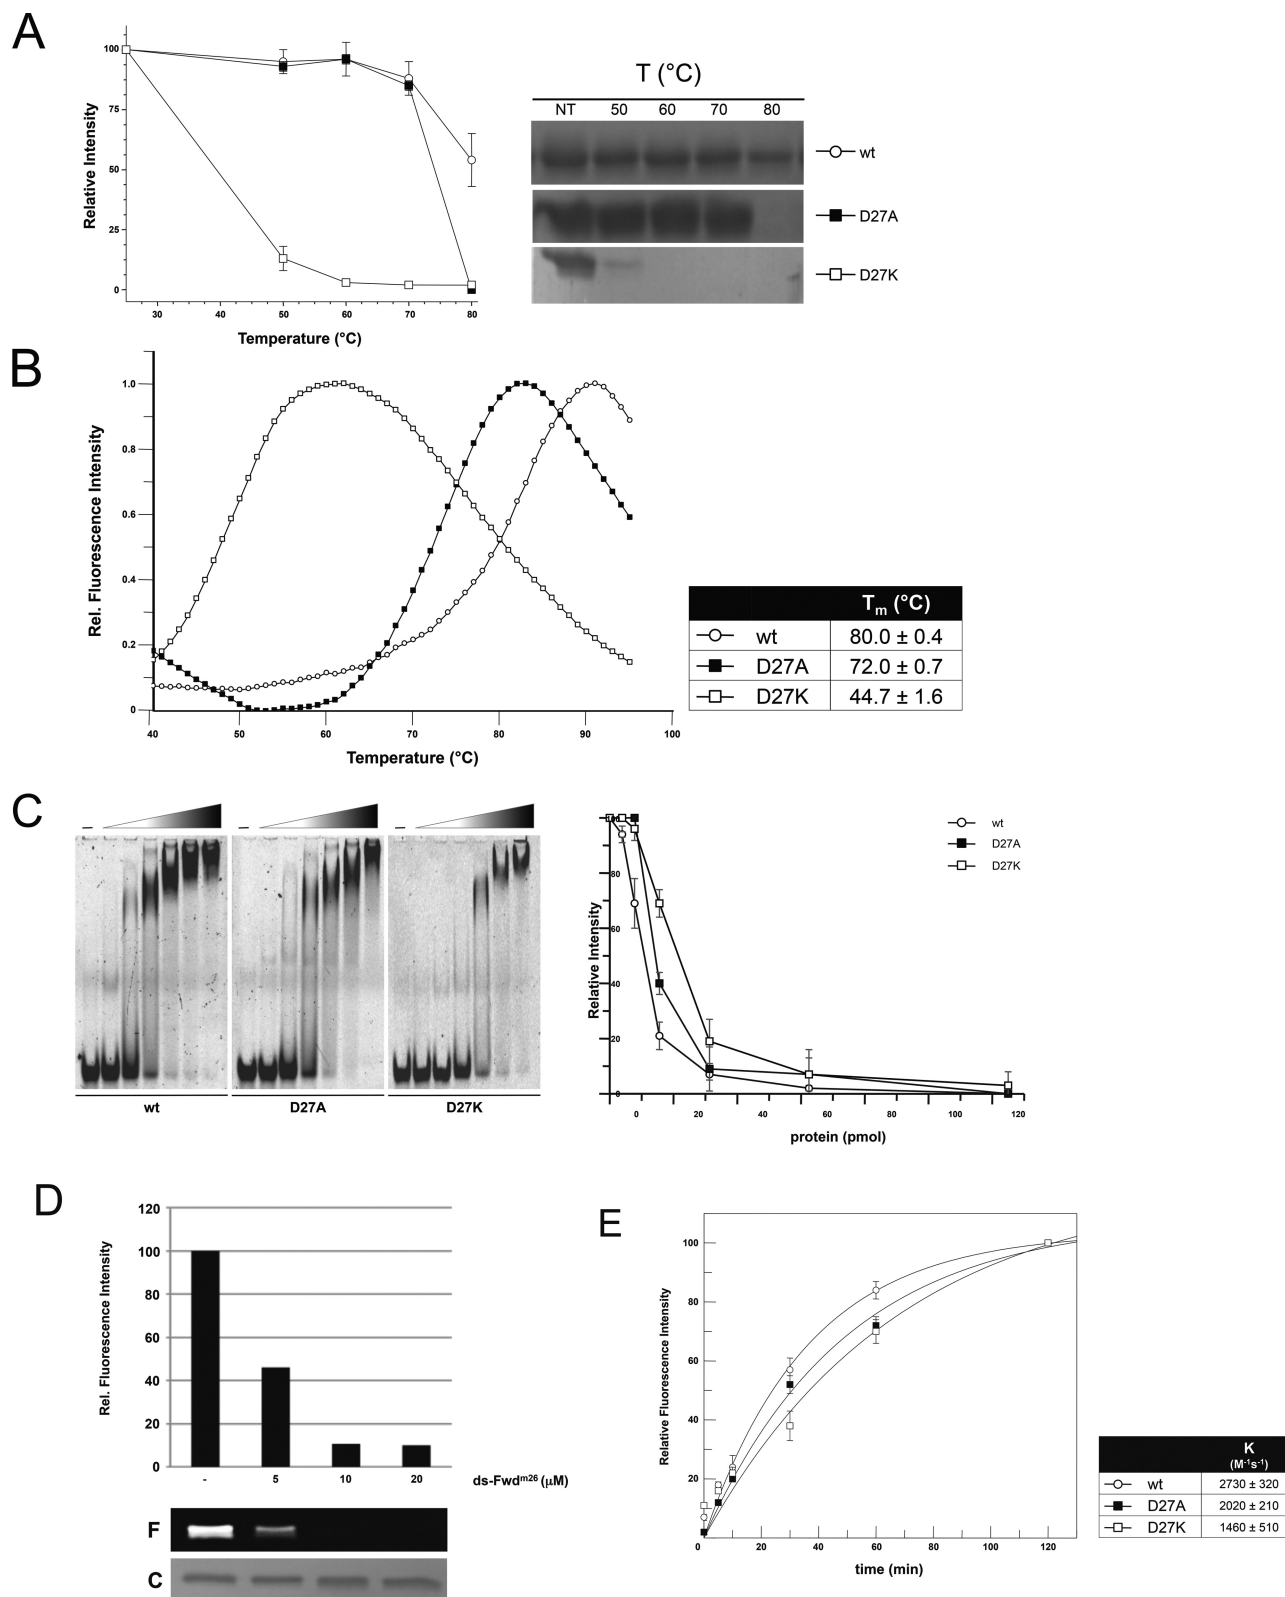 A
100
75
50
25
0
Relative Intensity
30 40 50 60 70 80
Temperature (°C)
T (°C)
NT 50 60 70 80
wt
D27A
D27K
B
1.0
0.8
0.6
0.4
0.2
0
Rel. Fluorescence Intensity
40 50 60 70 80 90 100
Temperature (°C)
Tm (°C)
wt 80.0 ± 0.4
D27A 72.0 ± 0.7
D27K 44.7 ± 1.6
C
wt D27A D27K
80
60
40
20
0
Relative Intensity
0 20 40 60 80 100 120
protein (pmol)
wt
D27A
D27K
D
120
100
80
60
40
20
0
Rel. Fluorescence Intensity
- 5 10 20 ds-Fwdm26 (μM)
F
C
E
100
80
60
40
20
Relative Fluorescence Intensity
0 20 40 60 80 100 120
time (min)
K
(M-1s-1)
wt 2730 ± 320
D27A 2020 ± 210
D27K 1460 ± 510